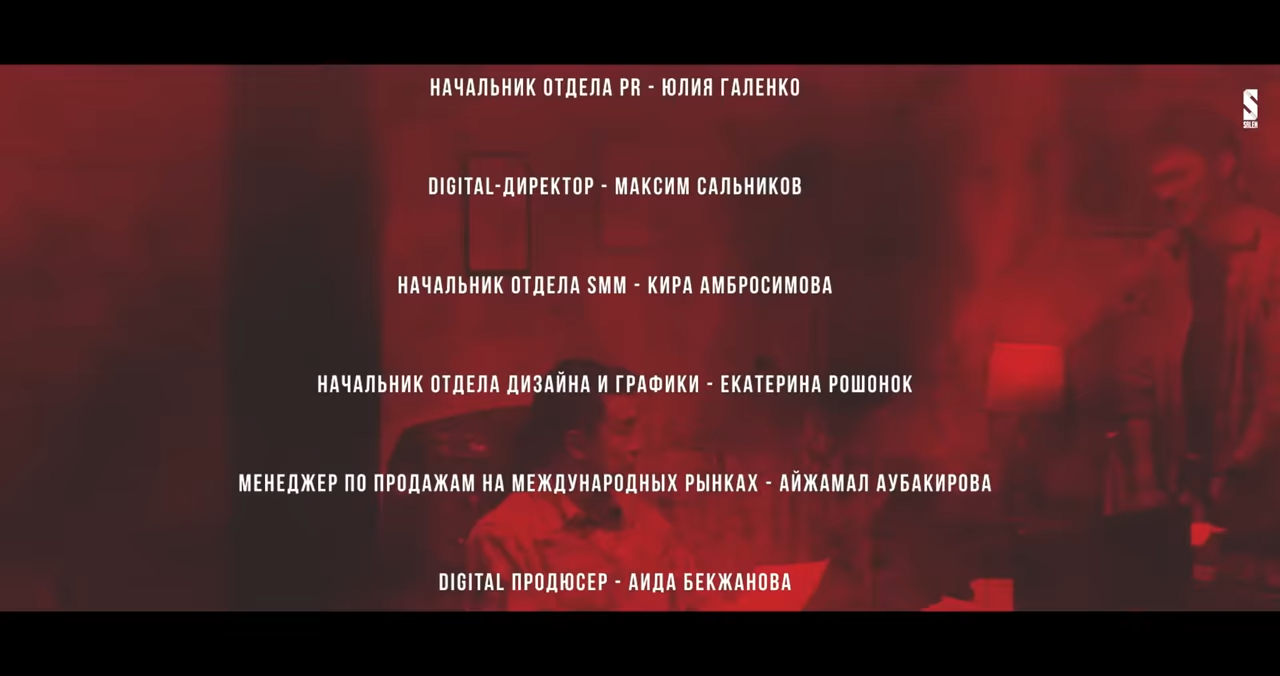 НАЧАЛЬНИК ОТДЕЛА PR - ЮЛИЯ ГАЛЕНКО
SALEM
DIGITAL-ДИРЕКТОР - МАКСИМ САЛЬНИКОВ
НАЧАЛЬНИК ОТДЕЛА SMM - КИРА АМБРОСИМОВА
НАЧАЛЬНИК ОТДЕЛА ДИЗАЙНА И ГРАФИКИ - ЕКАТЕРИНА РОШОНОК
МЕНЕДЖЕР ПО ПРОДАЖАМ НА МЕЖДУНАРОДНЫХ РЫНКАХ - АЙЖАМАЛ АУБАКИРОВА
DIGITAL ПРОДЮСЕР - АИДА БЕКЖАНОВА